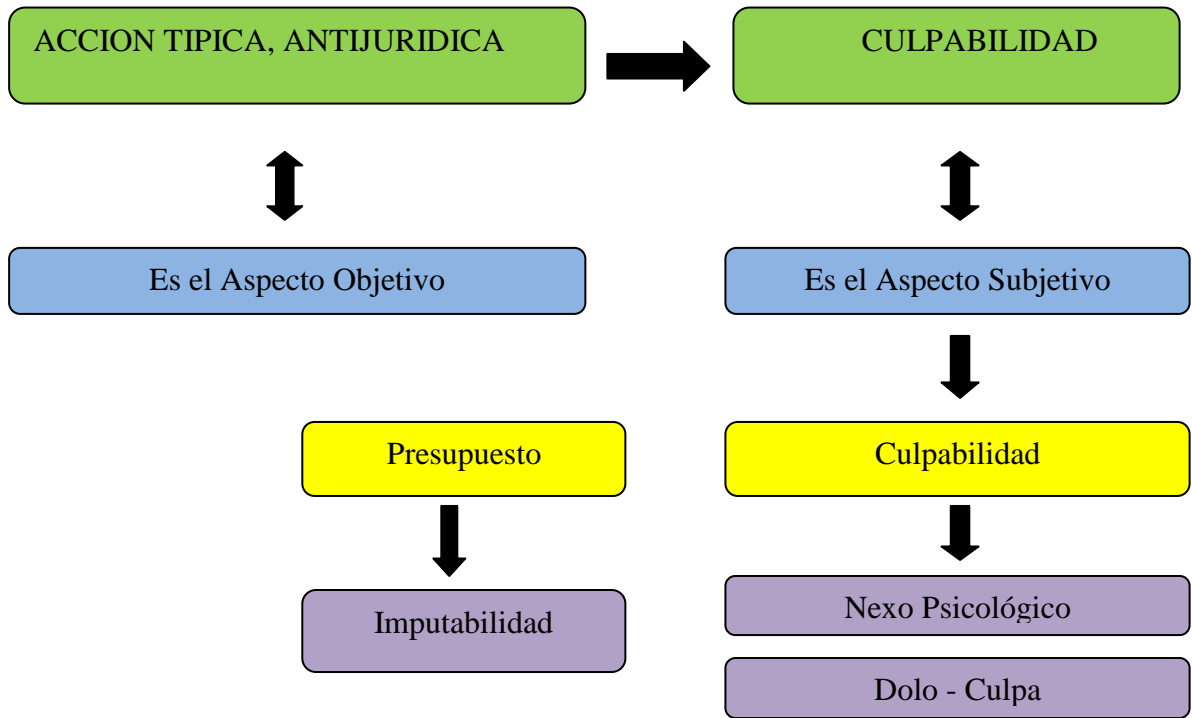 ACCION TIPICA, ANTIJURIDICA
CULPABILIDAD
Es el Aspecto Objetivo
Es el Aspecto Subjetivo
Presupuesto
Culpabilidad
Imputabilidad
Nexo Psicológico
Dolo - Culpa